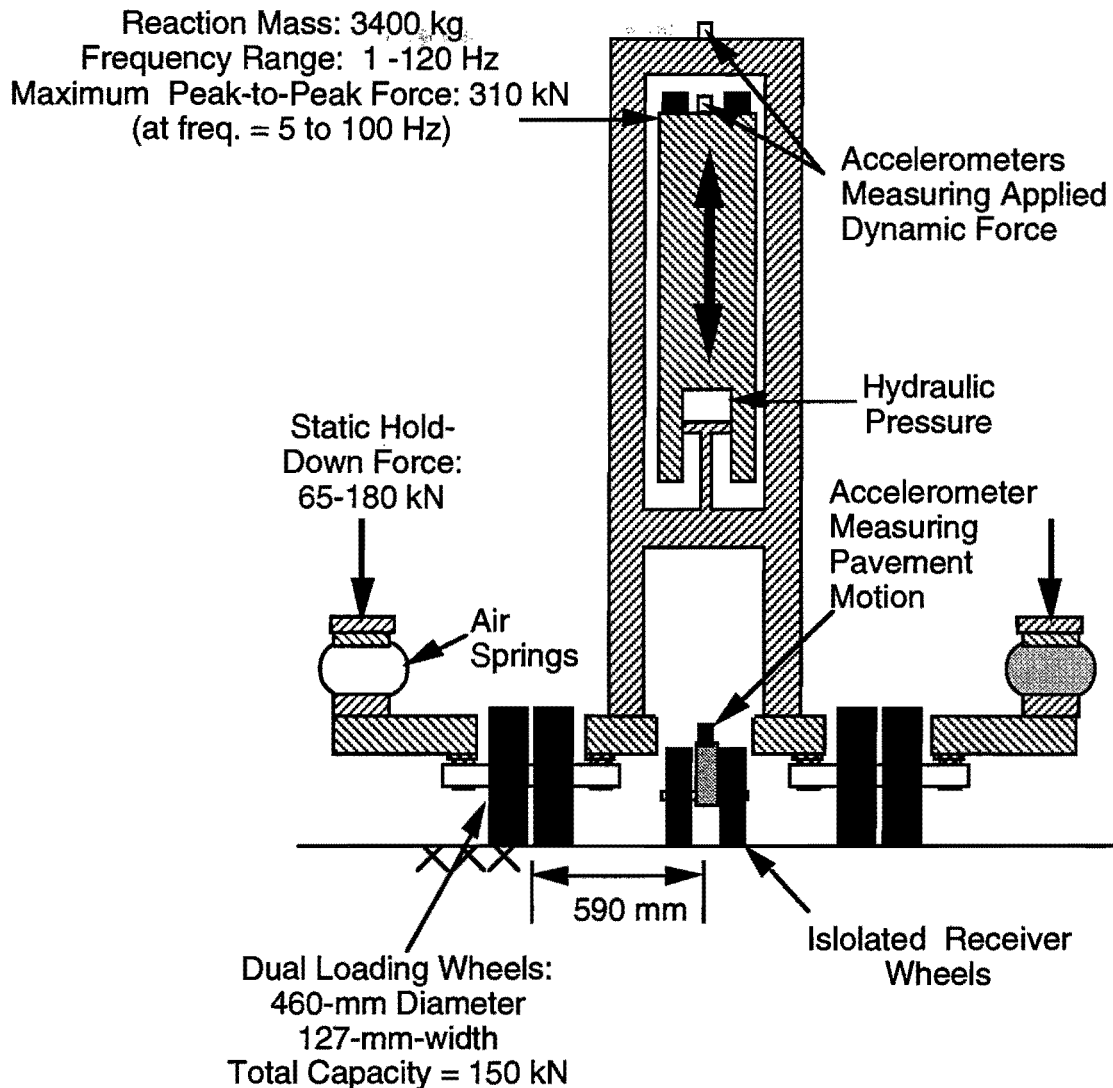 Reaction Mass: 3400 kg
Frequency Range: 1 -120 Hz
Maximum Peak-to-Peak Force: 310 kN
(at freq. = 5 to 100 Hz)
Accelerometers
Measuring Applied
Dynamic Force
Hydraulic
Pressure
Static Hold-
Down Force:
65-180 kN
Accelerometer
Measuring
Pavement
Motion
Air
Springs
590 mm
Islolated Receiver
Wheels
Dual Loading Wheels:
460-mm Diameter
127-mm-width
Total Capacity = 150 kN